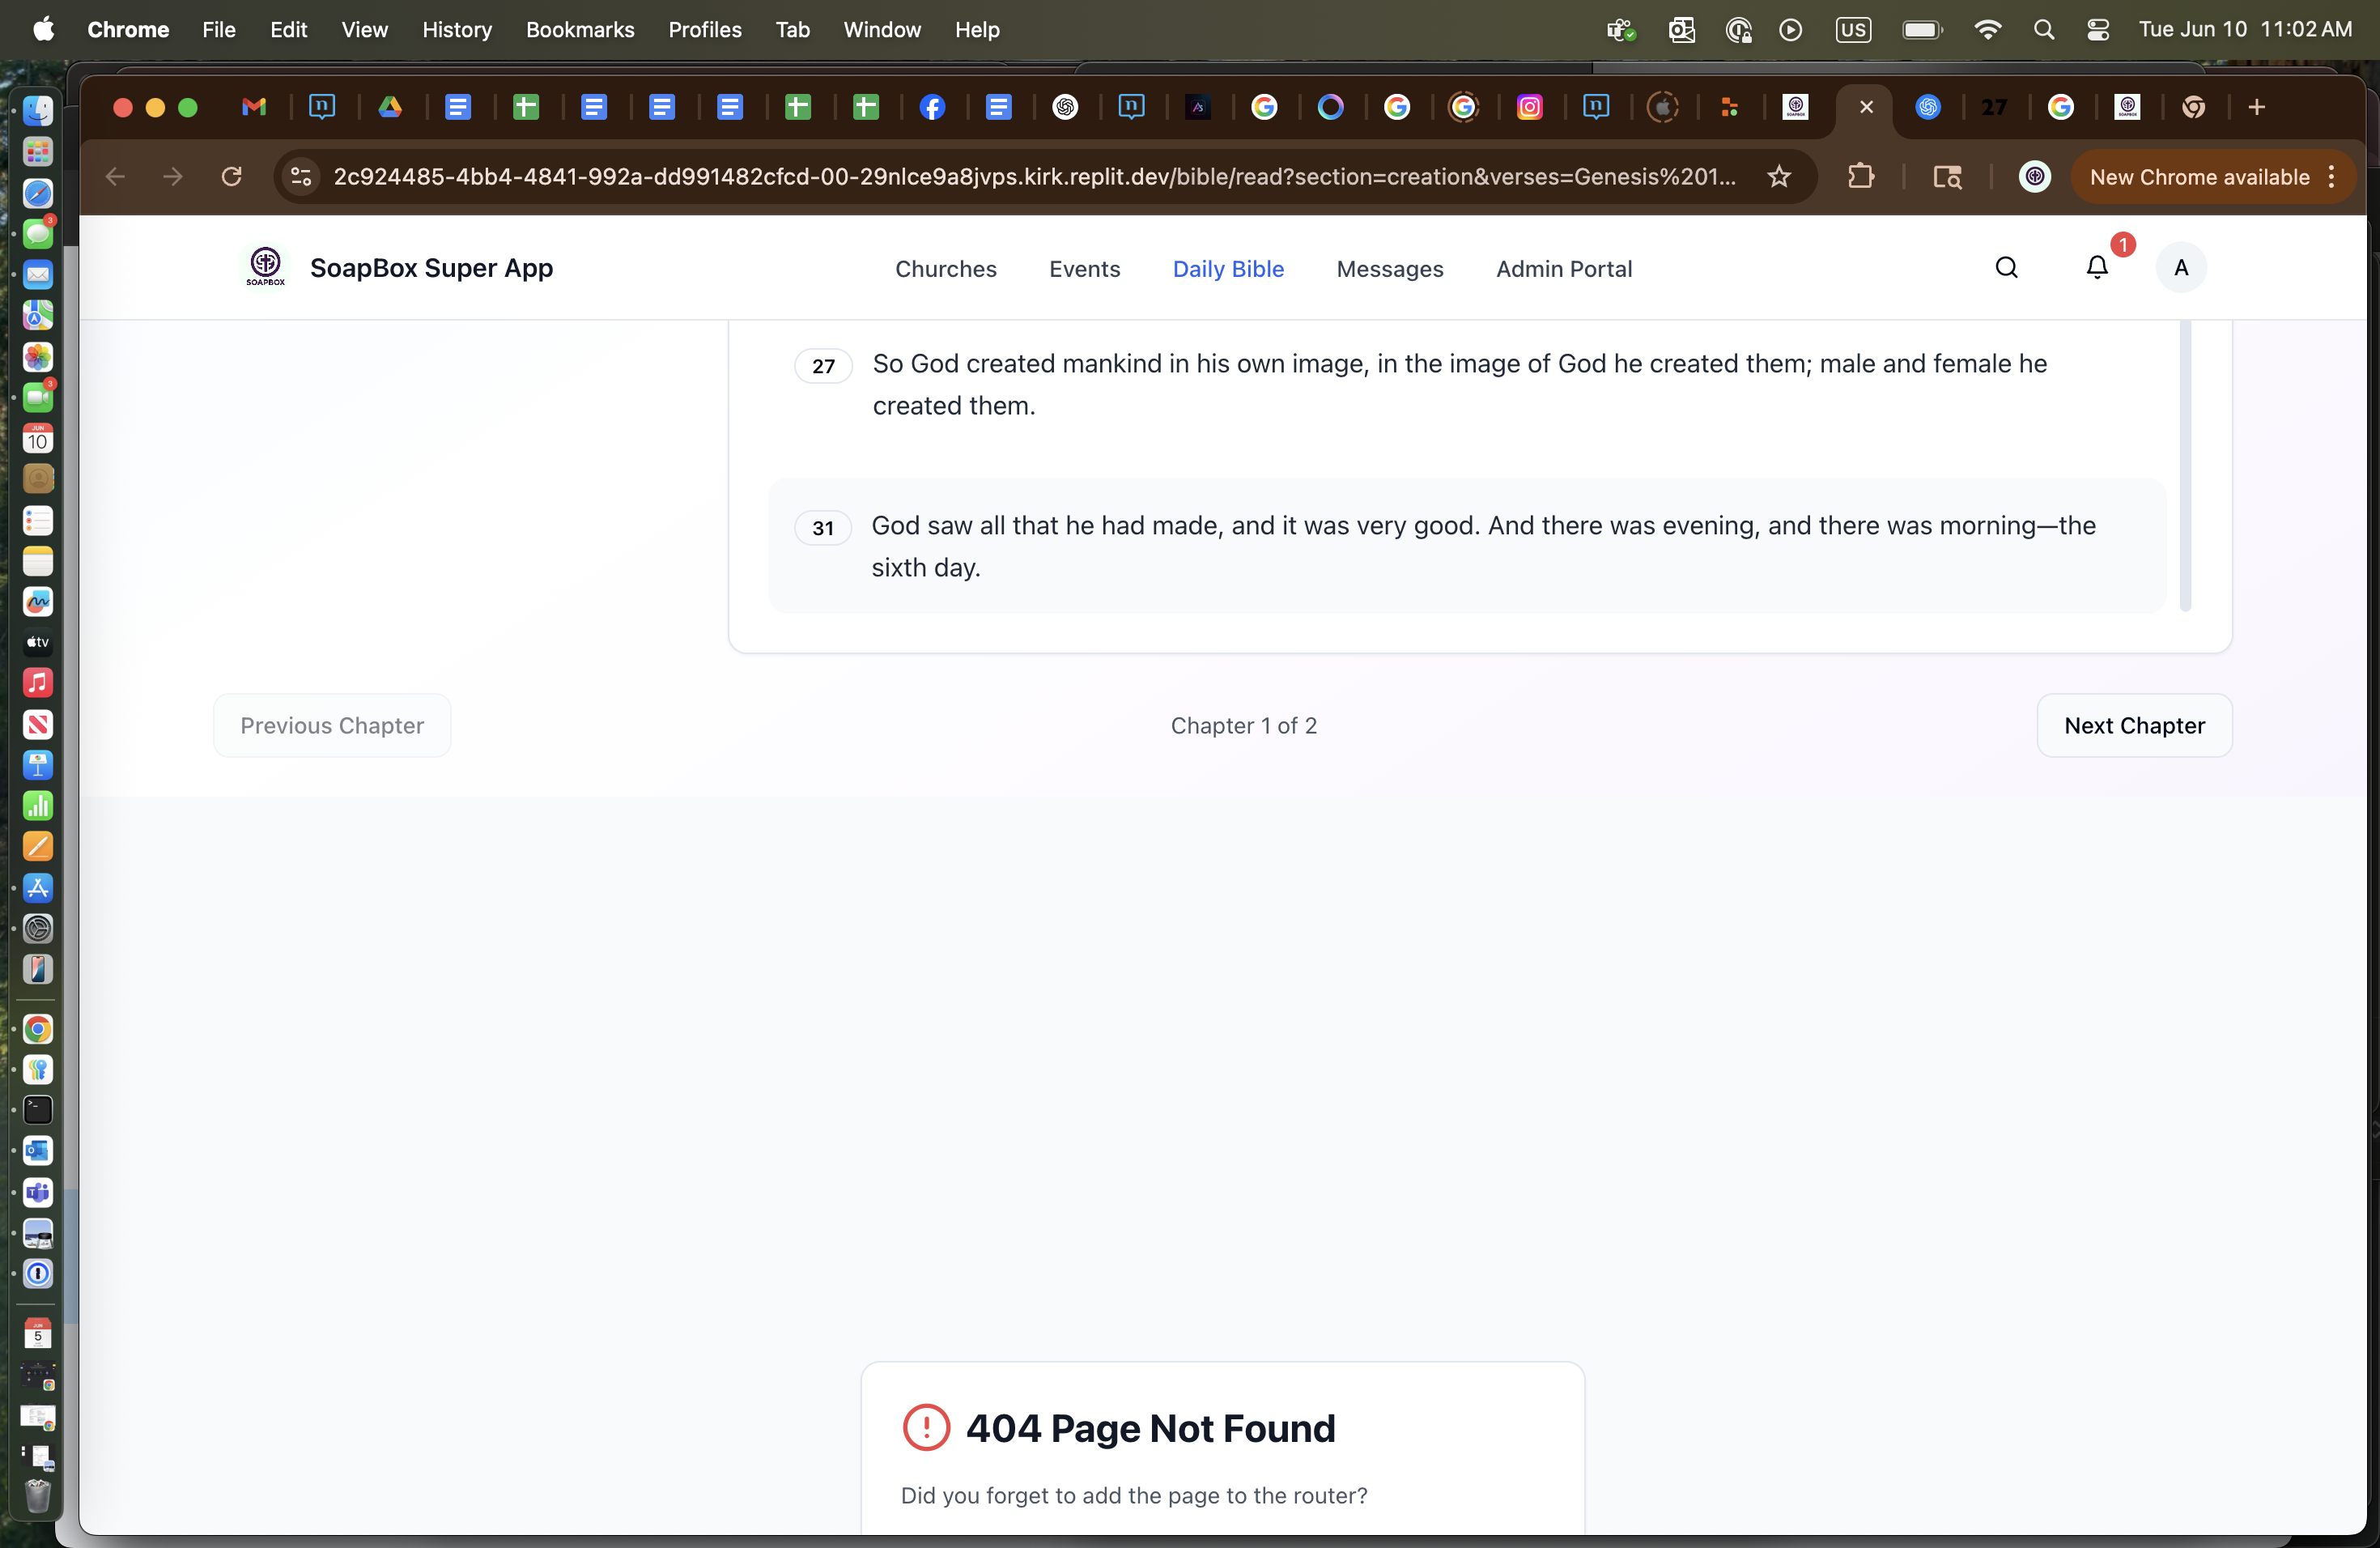 Chrome File Edit View History Bookmarks Profiles Tab Window Help US Tue Jun 10 11:02 AM
27
2c924485-4bb4-4841-992a-dd991482cfcd-00-29nlce9a8jvps.kirk.replit.dev/bible/read?section=creation&verses=Genesis%201... New Chrome available
SOAPBOX
SoapBox Super App Churches Events Daily Bible Messages Admin Portal 1 A
27 So God created mankind in his own image, in the image of God he created them; male and female he
created them.
31 God saw all that he had made, and it was very good. And there was evening, and there was morning—the
sixth day.
Previous Chapter Chapter 1 of 2 Next Chapter
404 Page Not Found
Did you forget to add the page to the router?
3
3
JUN
10
tv
JUN
5